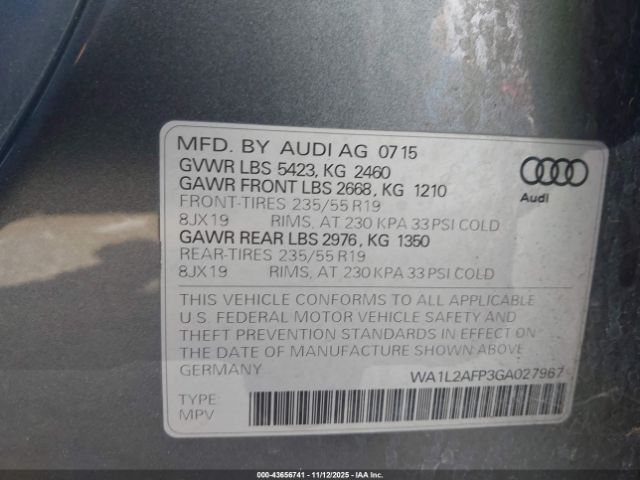 MFD. BY AUDI AG 07 15
GVWR LBS 5423, KG 2460
GAWR FRONT LBS 2668, KG 1210
FRONT-TIRES 235/55 R19
8JX19 RIMS, AT 230 KPA 33 PSI COLD
GAWR REAR LBS 2976, KG 1350
REAR-TIRES 235/55 R19
8JX19 RIMS, AT 230 KPA 33 PSI COLD
Audi
THIS VEHICLE CONFORMS TO ALL APPLICABLE
U.S. FEDERAL MOTOR VEHICLE SAFETY AND
THEFT PREVENTION STANDARDS IN EFFECT ON
THE DATE OF MANUFACTURE SHOWN ABOVE
GERMANY
WA1L2AFP3GA027967
TYPE:
MPV
00-43656741 - 11/12/2025 - IAA Inc.